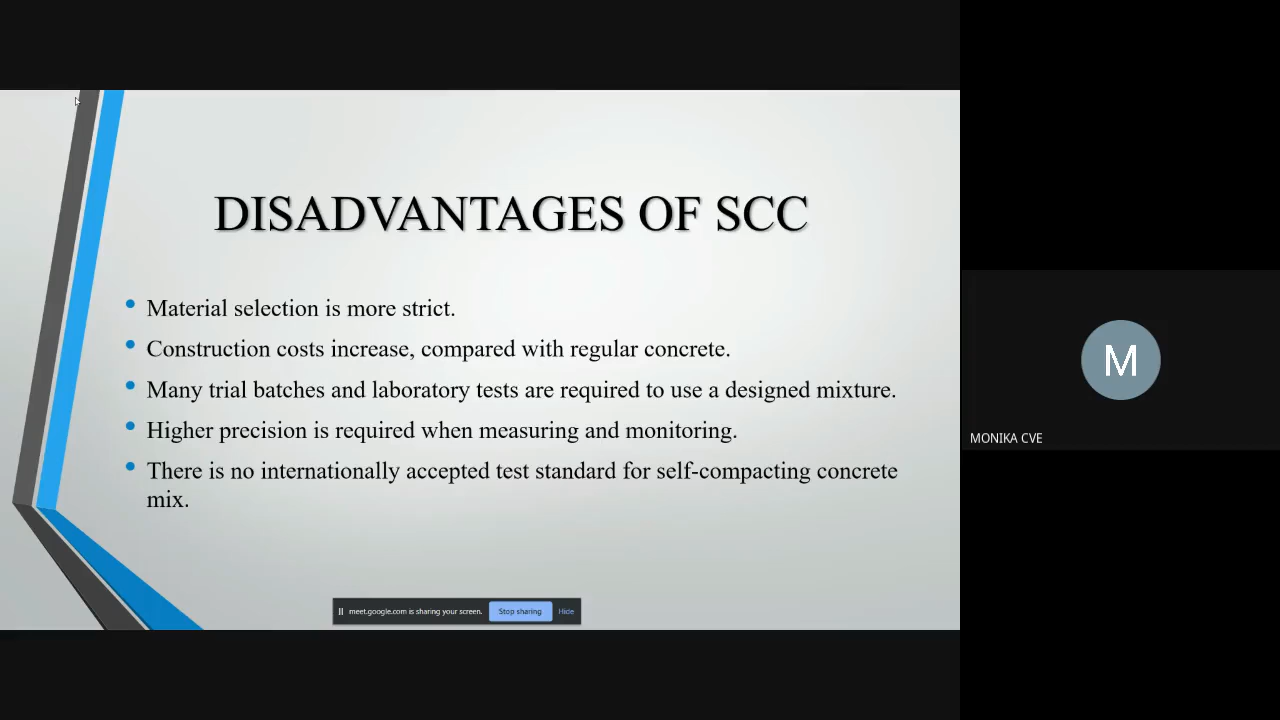 DISADVANTAGES OF SCC
Material selection is more strict.
Construction costs increase, compared with regular concrete.
Many trial batches and laboratory tests are required to use a designed mixture.
Higher precision is required when measuring and monitoring.
There is no internationally accepted test standard for self-compacting concrete
mix.
meet.google.com is sharing your screen. Stop sharing Hide
M
MONIKA CVE